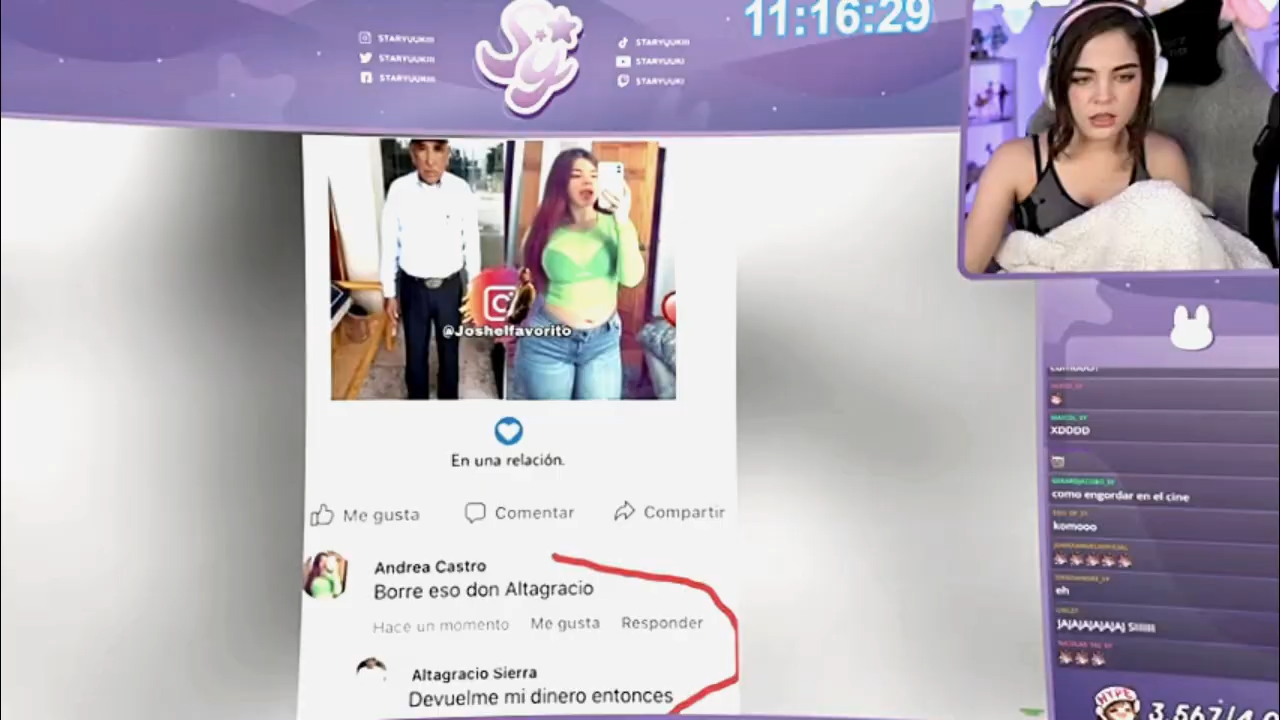 11:16:29
STARYUUKIII
STARYUUKIII
STARYUUKIII
STARYUUKIII
STARYUUKI
STARYUUKI
Sy
@Joshelfavorito
En una relación.
Me gusta
Comentar
Compartir
Andrea Castro
Borre eso don Altagracio
Hace un momento
Me gusta
Responder
Altagracio Sierra
Devuelme mi dinero entonces
XDDDD
como engordar en el cine
komooo
eh
JAJAJAJAJAJ SIIIIII
HYPE